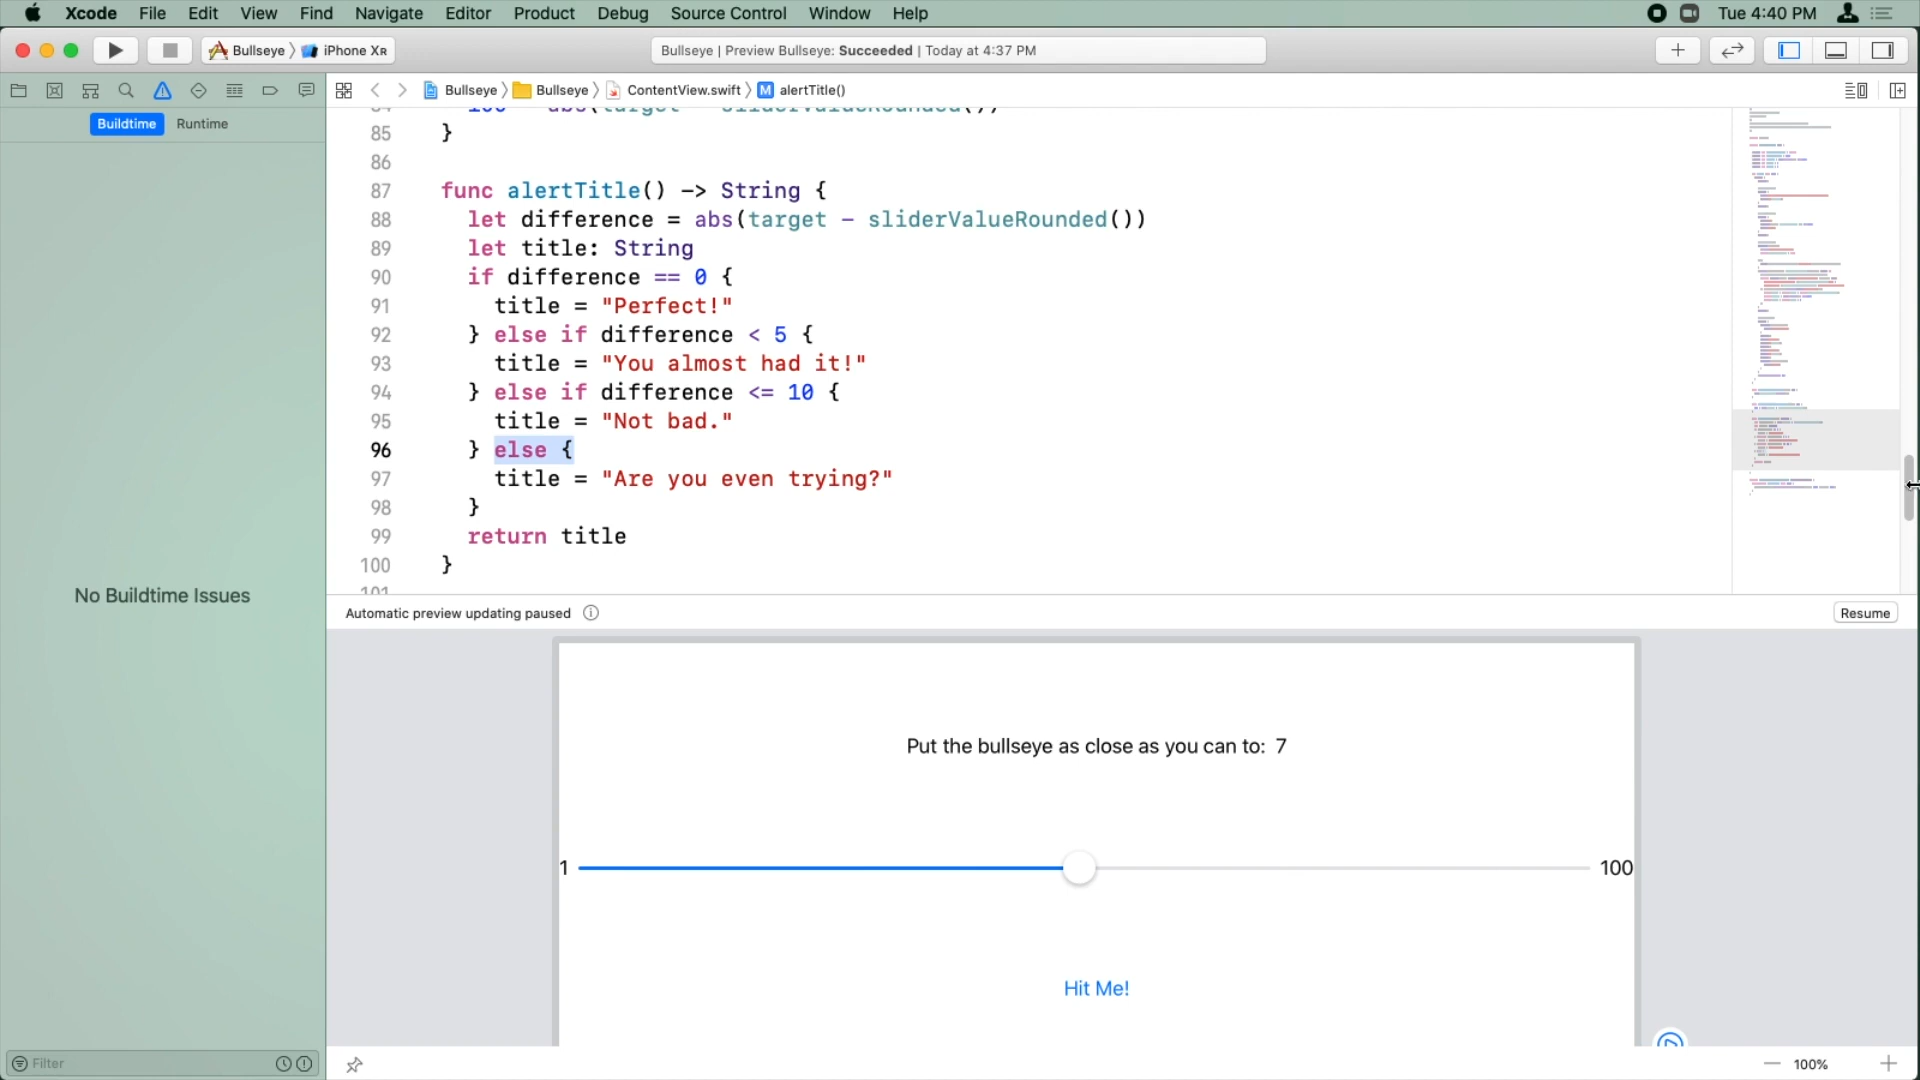 Xcode File Edit View Find Navigate Editor Product Debug Source Control Window Help Tue 4:40 PM
Bullseye iPhone XR Bullseye | Preview Bullseye: Succeeded | Today at 4:37 PM
Bullseye Bullseye ContentView.swift M alertTitle()
Buildtime Runtime
85 }
86
87 func alertTitle() -> String {
88 let difference = abs(target - sliderValueRounded())
89 let title: String
90 if difference == 0 {
91 title = "Perfect!"
92 } else if difference < 5 {
93 title = "You almost had it!"
94 } else if difference <= 10 {
95 title = "Not bad."
96 } else {
97 title = "Are you even trying?"
98 }
99 return title
100 }
No Buildtime Issues
Automatic preview updating paused Resume
Put the bullseye as close as you can to: 7
1 100
Hit Me!
Filter 100%